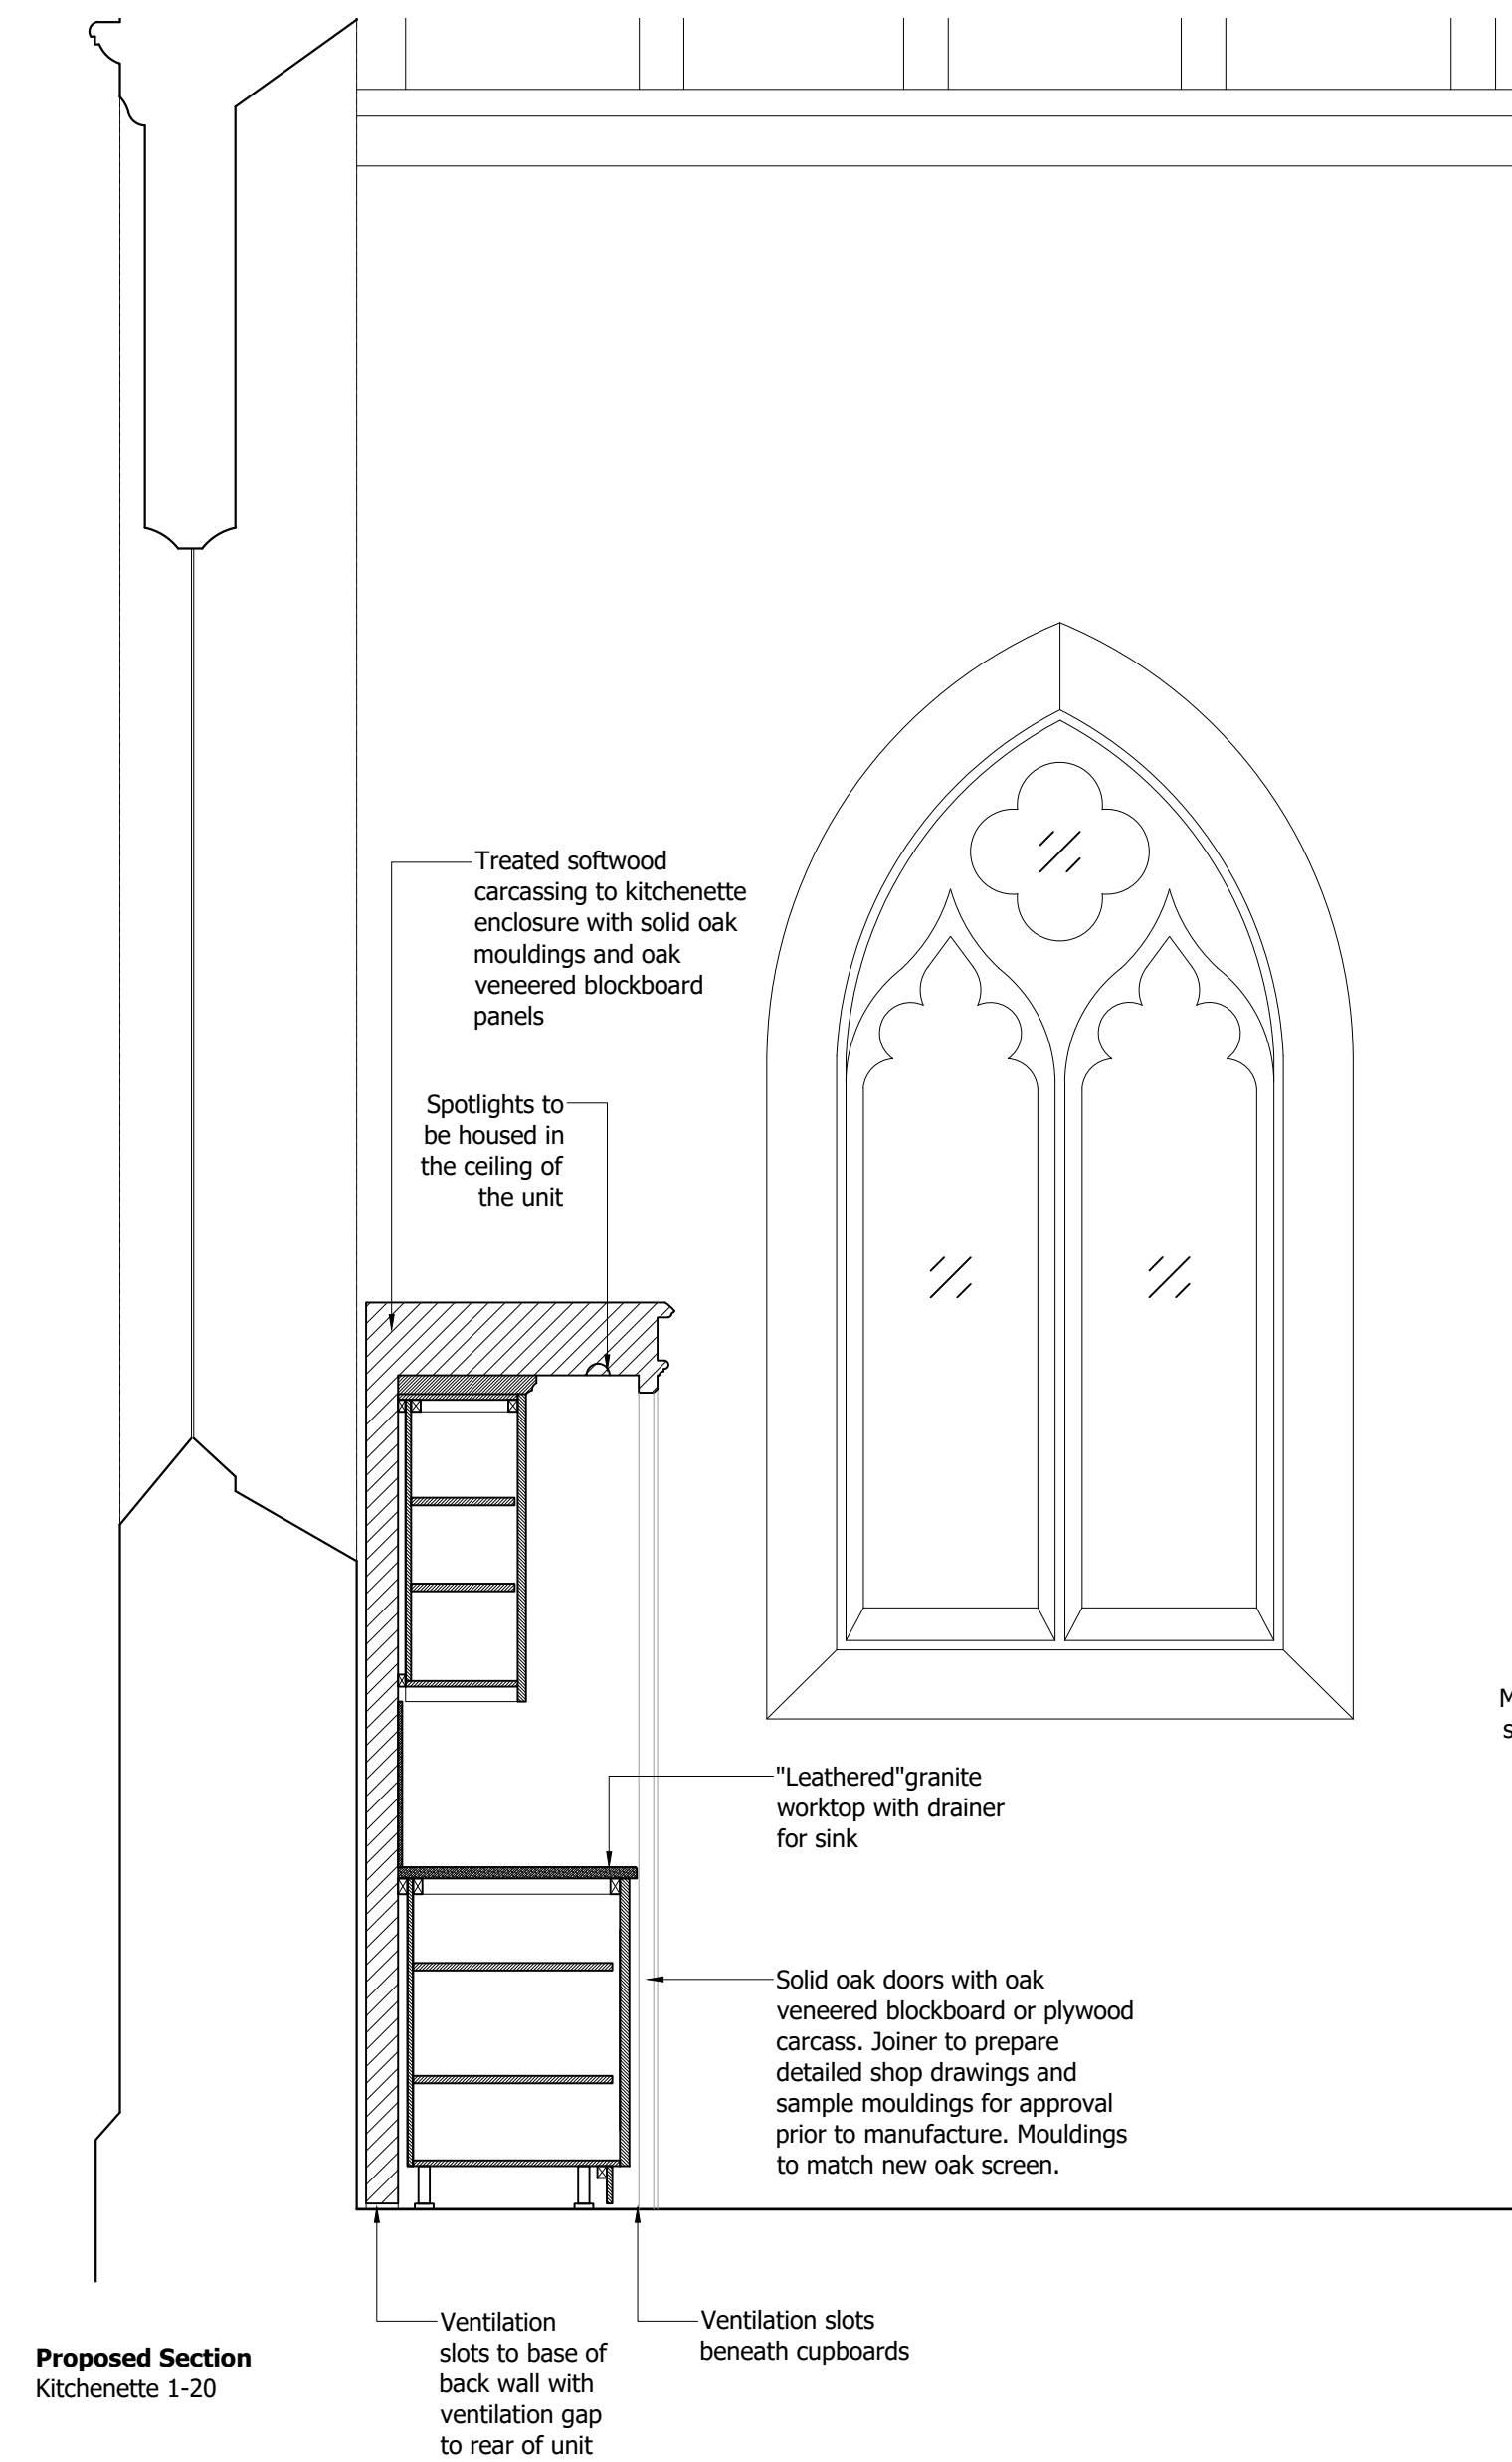 Treated softwood
carcassing to kitchenette
enclosure with solid oak
mouldings and oak
veneered blockboard
panels
Spotlights to
be housed in
the ceiling of
the unit
M
s
"Leathered"granite
worktop with drainer
for sink
Solid oak doors with oak
veneered blockboard or plywood
carcass. Joiner to prepare
detailed shop drawings and
sample mouldings for approval
prior to manufacture. Mouldings
to match new oak screen.
Ventilation
slots to base of
back wall with
ventilation gap
to rear of unit
Ventilation slots
beneath cupboards
Proposed Section
Kitchenette 1-20